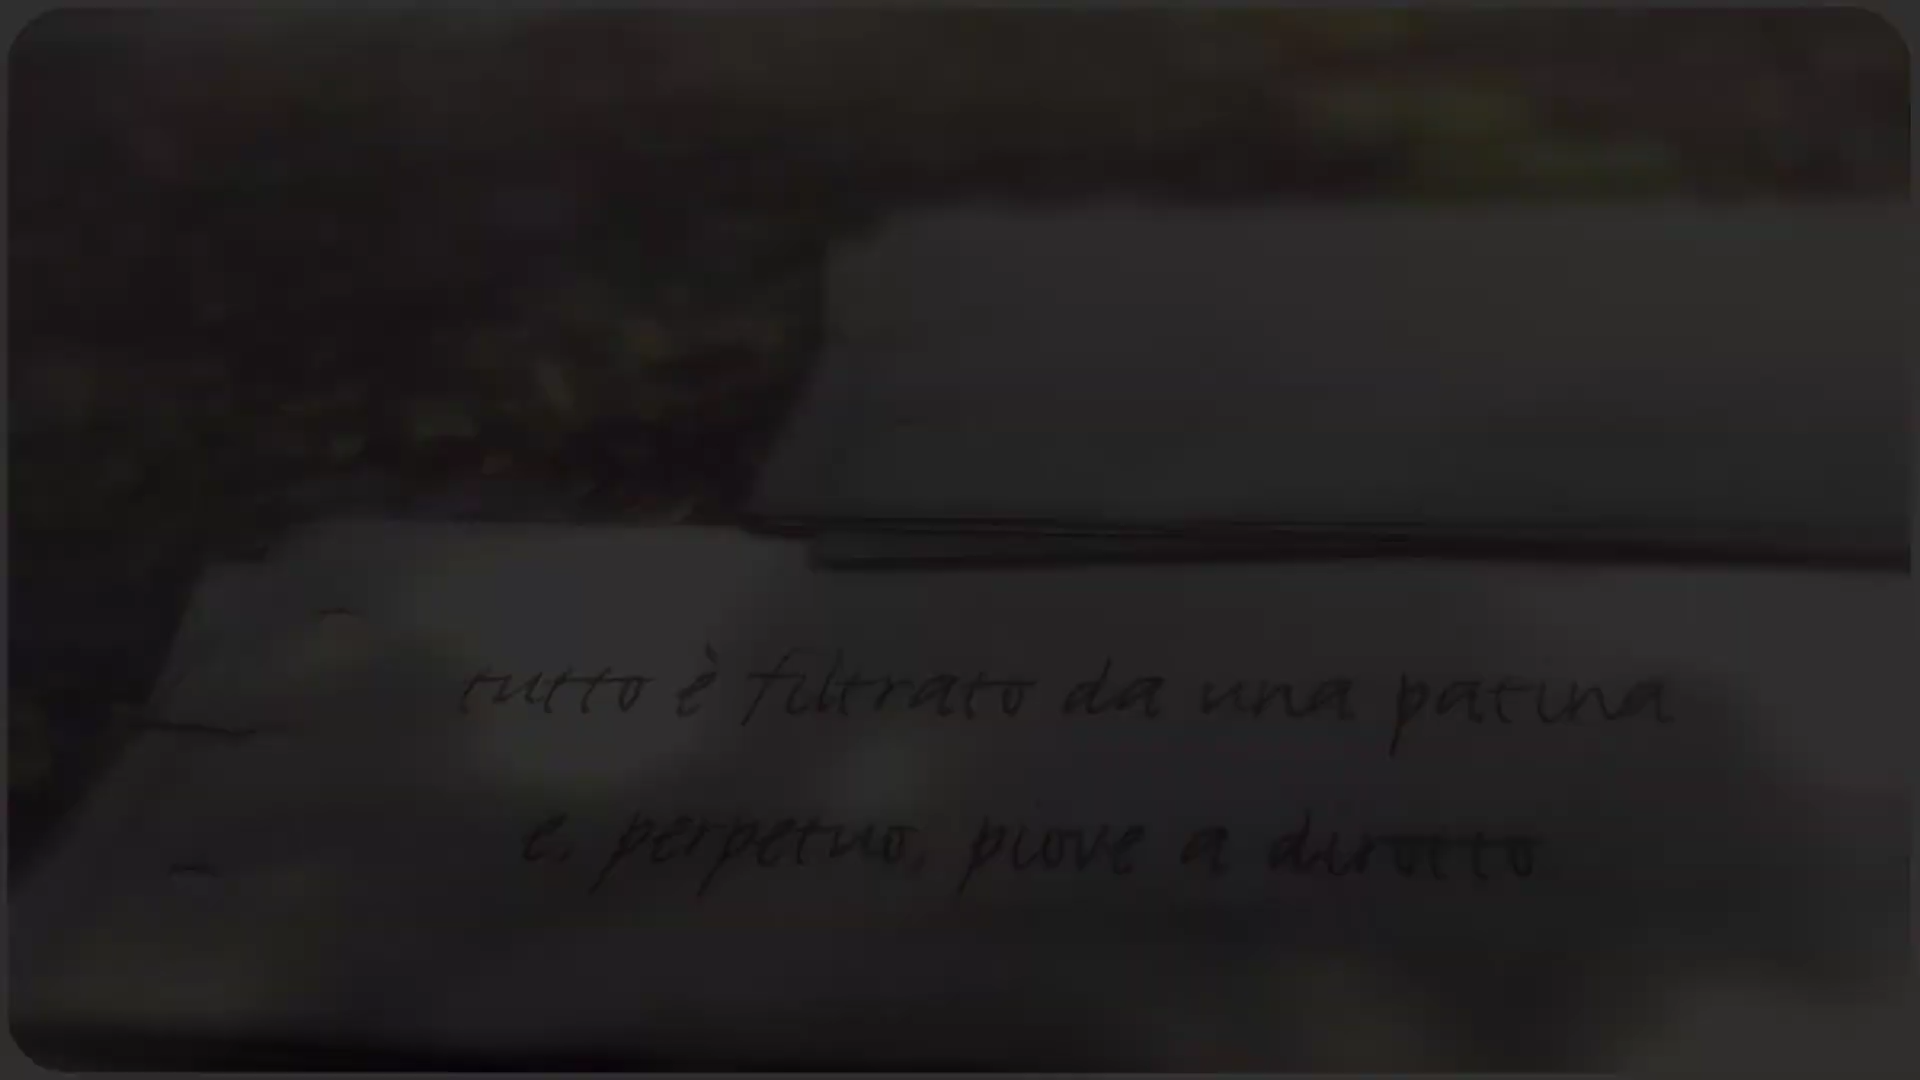 tutto è filtrato da una patina
e, perpetuo, piove a dirotto